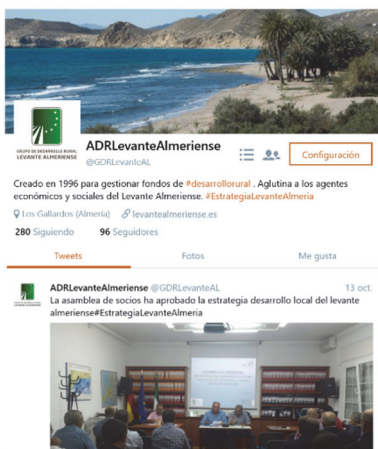 GRUPO DE DESARROLLO RURAL
LEVANTE ALMERIENSE
ADRLevanteAlmeriense
@GDRLevanteAL
Configuración
Creado en 1996 para gestionar fondos de #desarrollorural . Aglutina a los agentes
económicos y sociales del Levante Almeriense. #EstrategiaLevanteAlmeria
Los Gallardos (Almería) levantealmeriense.es
280 Siguiendo 96 Seguidores
Tweets Fotos Me gusta
ADRLevanteAlmeriense @GDRLevanteAL 13 oct.
La asamblea de socios ha aprobado la estrategia desarrollo local del levante
almeriense#EstrategiaLevanteAlmeria